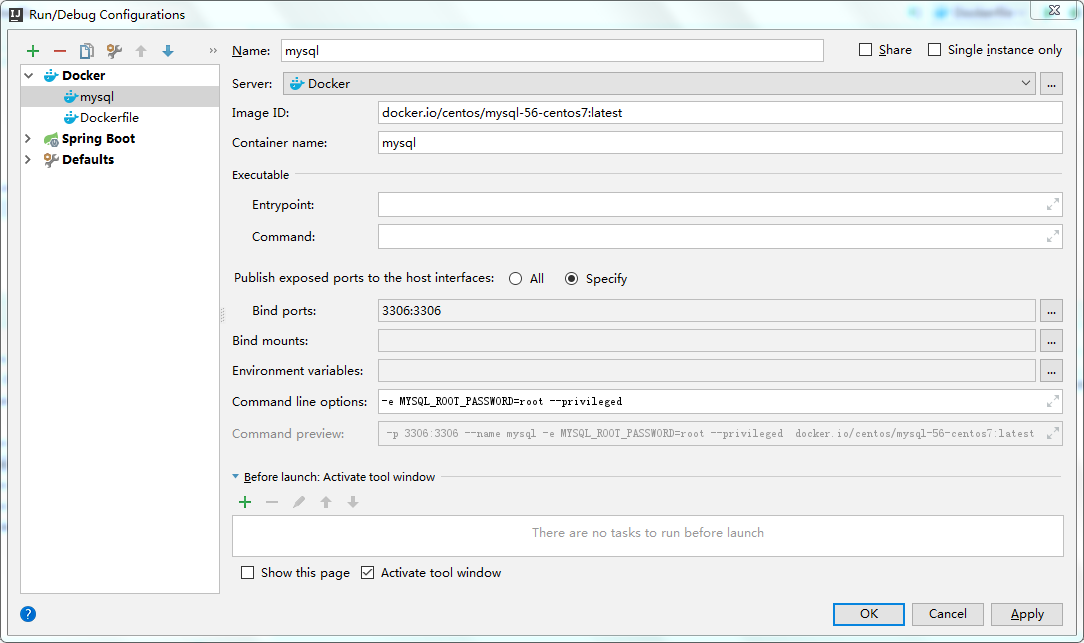 Run/Debug Configurations
Name: mysql
Share
Single instance only
Docker
mysql
Dockerfile
Spring Boot
Defaults
Server: Docker
...
Image ID: docker.io/centos/mysql-56-centos7:latest
Container name: mysql
Executable
Entrypoint:
Command:
Publish exposed ports to the host interfaces: All Specify
Bind ports: 3306:3306
...
Bind mounts:
...
Environment variables:
...
Command line options: -e MYSQL_ROOT_PASSWORD=root --privileged
Command preview: -p 3306:3306 --name mysql -e MYSQL_ROOT_PASSWORD=root --privileged docker.io/centos/mysql-56-centos7:latest
Before launch: Activate tool window
There are no tasks to run before launch
Show this page Activate tool window
?
OK Cancel Apply